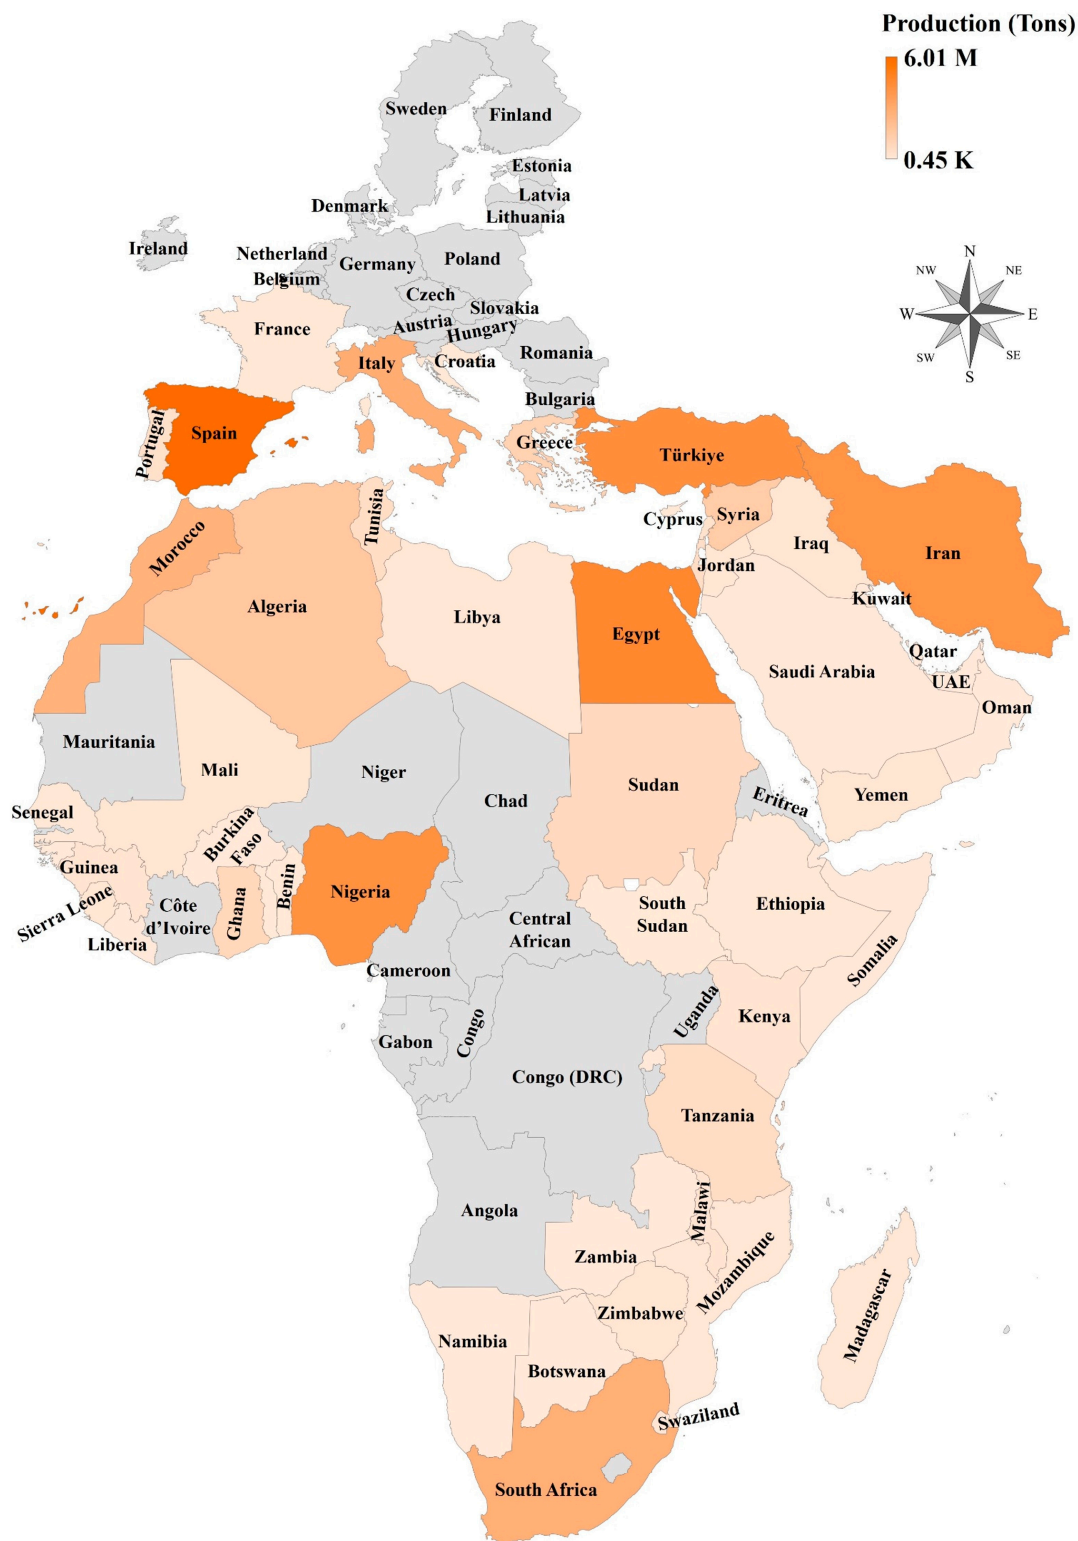 Production (Tons)
6.01 M
0.45 K
Sweden
Finland
Estonia
Latvia
Denmark
Lithuania
Ireland
Netherland
Germany
Poland
Belgium
Czech
Slovakia
Austria
Hungary
France
Italy
Croatia
Romania
Bulgaria
Portugal
Spain
Greece
Türkiye
N
NW
NE
W
E
SW
SE
S
Morocco
Tunisia
Cyprus
Syria
Iraq
Iran
Jordan
Kuwait
Algeria
Libya
Egypt
Saudi Arabia
Qatar
UAE
Oman
Mauritania
Mali
Niger
Chad
Sudan
Eritrea
Yemen
Senegal
Burkina
Faso
Guinea
Sierra Leone
Liberia
Côte
d’Ivoire
Ghana
Benin
Nigeria
Central
African
South
Sudan
Ethiopia
Somalia
Cameroon
Gabon
Congo
Uganda
Kenya
Congo (DRC)
Tanzania
Angola
Zambia
Malawi
Mozambique
Madagascar
Namibia
Zimbabwe
Botswana
Swaziland
South Africa